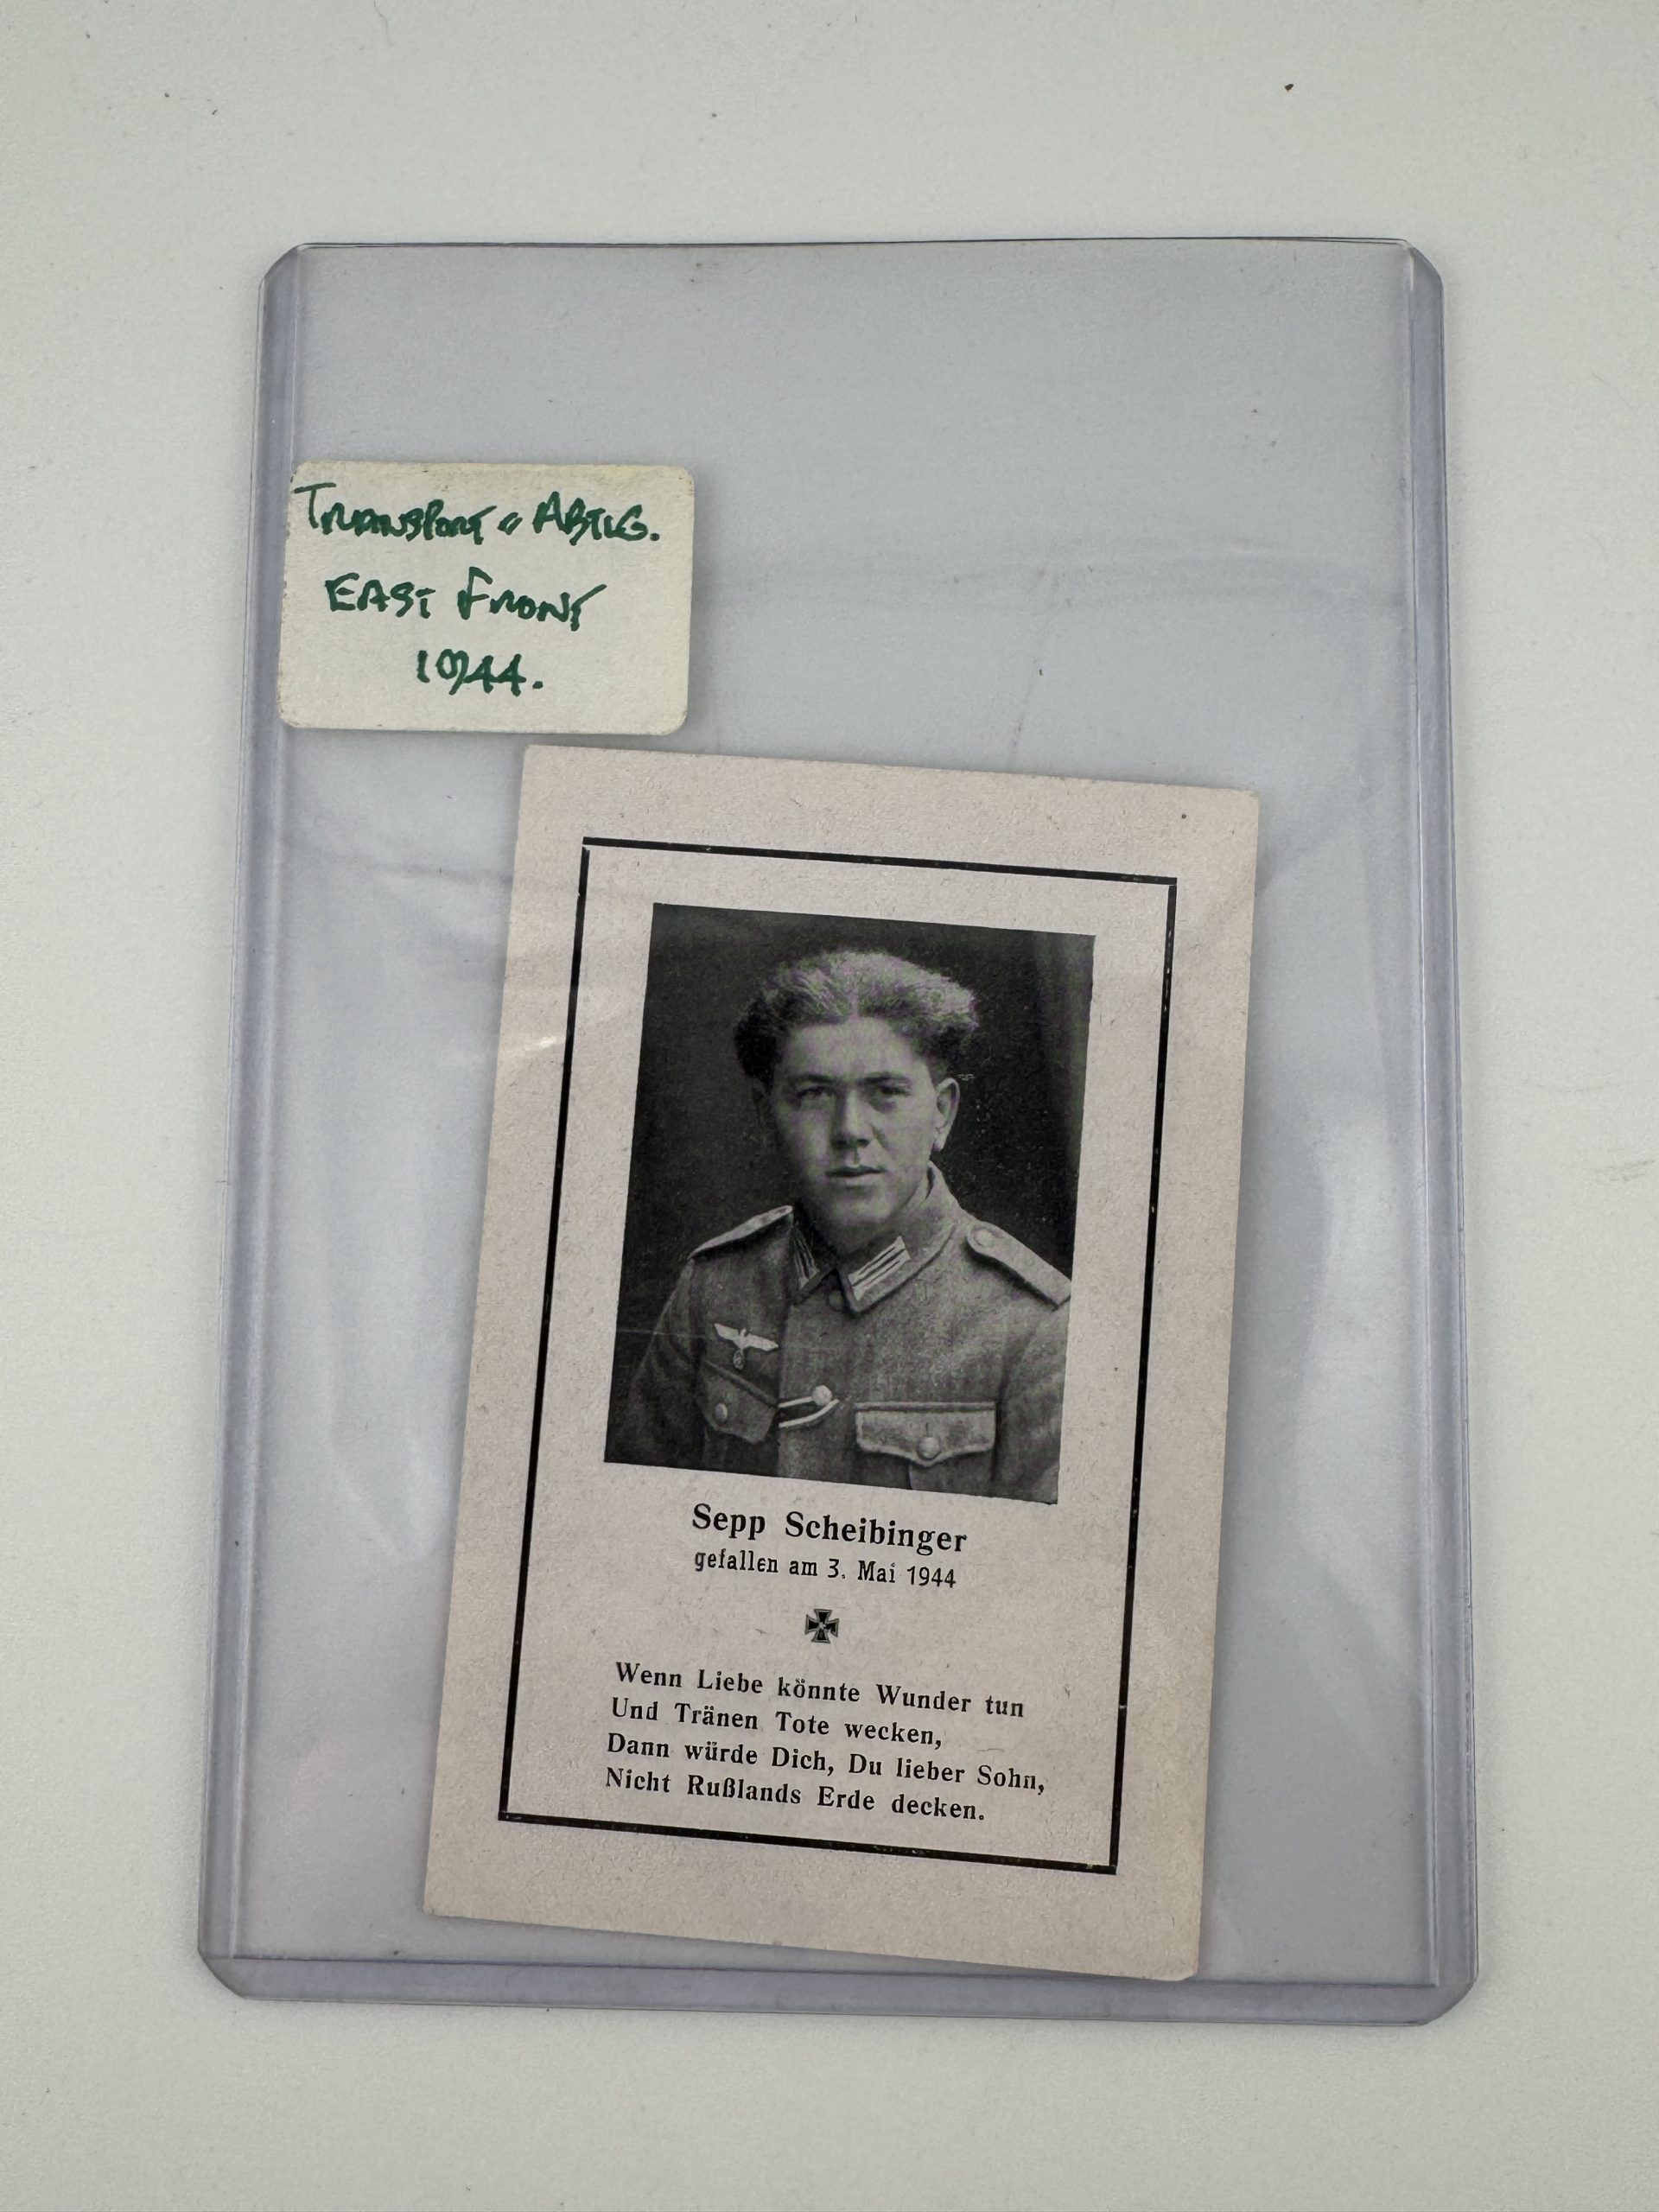 TRANSPORT - ABTLG.
EAST FRONT
1944.
Sepp Scheibinger
gefallen am 3. Mai 1944
Wenn Liebe könnte Wunder tun
Und Tränen Tote wecken,
Dann würde Dich, Du lieber Sohn,
Nicht Rußlands Erde decken.